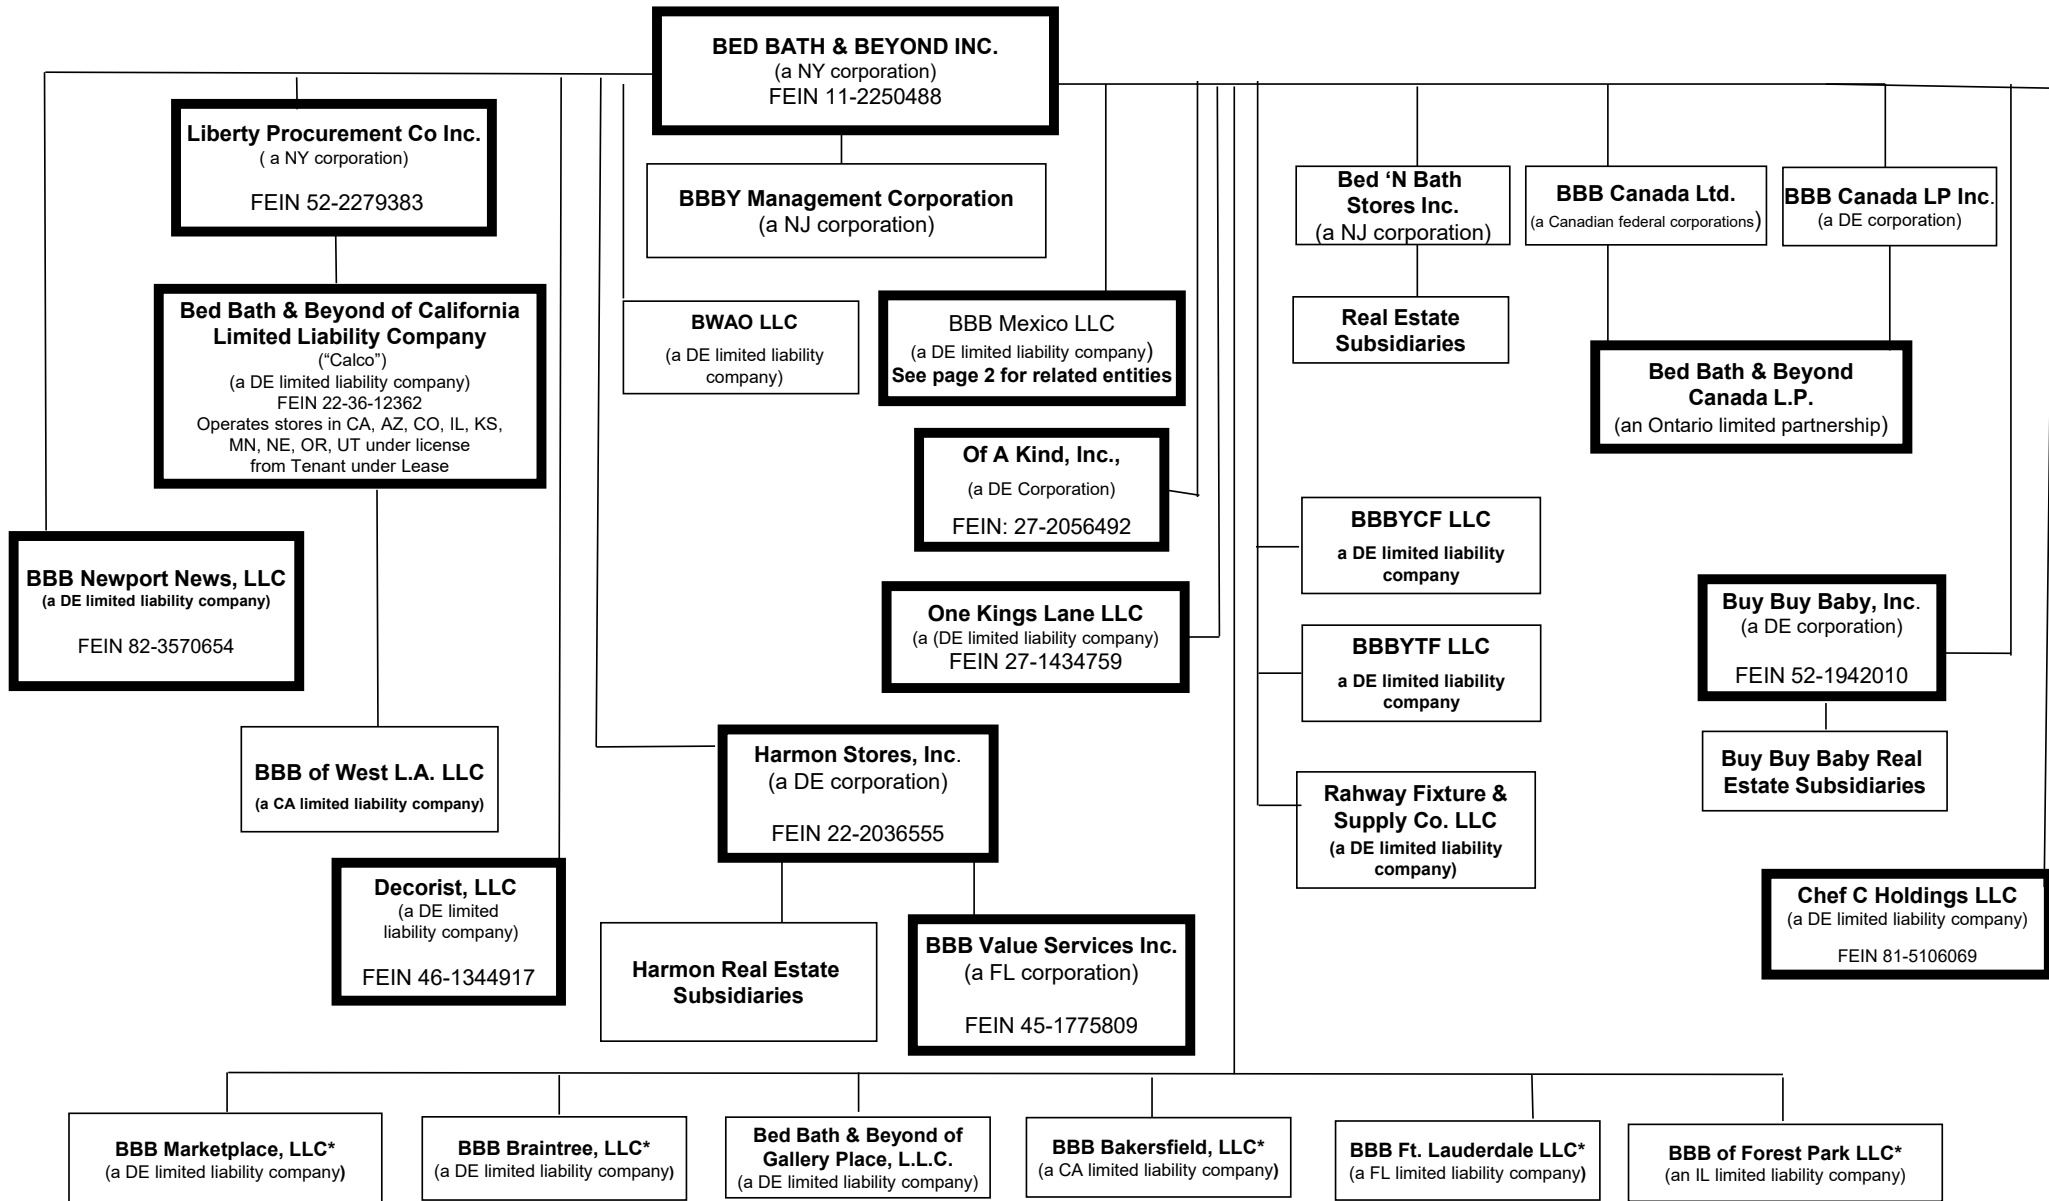 BED BATH & BEYOND INC.
(a NY corporation)
FEIN 11-2250488
Liberty Procurement Co Inc.
( a NY corporation)
FEIN 52-2279383
BBBY Management Corporation
(a NJ corporation)
Bed ‘N Bath
Stores Inc.
(a NJ corporation)
BBB Canada Ltd.
(a Canadian federal corporations)
BBB Canada LP Inc.
(a DE corporation)
Bed Bath & Beyond of California
Limited Liability Company
(“Calco”)
(a DE limited liability company)
FEIN 22-36-12362
Operates stores in CA, AZ, CO, IL, KS,
MN, NE, OR, UT under license
from Tenant under Lease
BWAO LLC
(a DE limited liability
company)
BBB Mexico LLC
(a DE limited liability company)
See page 2 for related entities
Real Estate
Subsidiaries
Bed Bath & Beyond
Canada L.P.
(an Ontario limited partnership)
Of A Kind, Inc.,
(a DE Corporation)
FEIN: 27-2056492
BBBYCF LLC
a DE limited liability
company
BBB Newport News, LLC
(a DE limited liability company)
FEIN 82-3570654
One Kings Lane LLC
(a (DE limited liability company)
FEIN 27-1434759
BBBYTF LLC
a DE limited liability
company
Buy Buy Baby, Inc.
(a DE corporation)
FEIN 52-1942010
BBB of West L.A. LLC
(a CA limited liability company)
Harmon Stores, Inc.
(a DE corporation)
FEIN 22-2036555
Rahway Fixture &
Supply Co. LLC
(a DE limited liability
company)
Buy Buy Baby Real
Estate Subsidiaries
Decorist, LLC
(a DE limited
liability company)
FEIN 46-1344917
Harmon Real Estate
Subsidiaries
BBB Value Services Inc.
(a FL corporation)
FEIN 45-1775809
Chef C Holdings LLC
(a DE limited liability company)
FEIN 81-5106069
BBB Marketplace, LLC*
(a DE limited liability company)
BBB Braintree, LLC*
(a DE limited liability company)
Bed Bath & Beyond of
Gallery Place, L.L.C.
(a DE limited liability company)
BBB Bakersfield, LLC*
(a CA limited liability company)
BBB Ft. Lauderdale LLC*
(a FL limited liability company)
BBB of Forest Park LLC*
(an IL limited liability company)